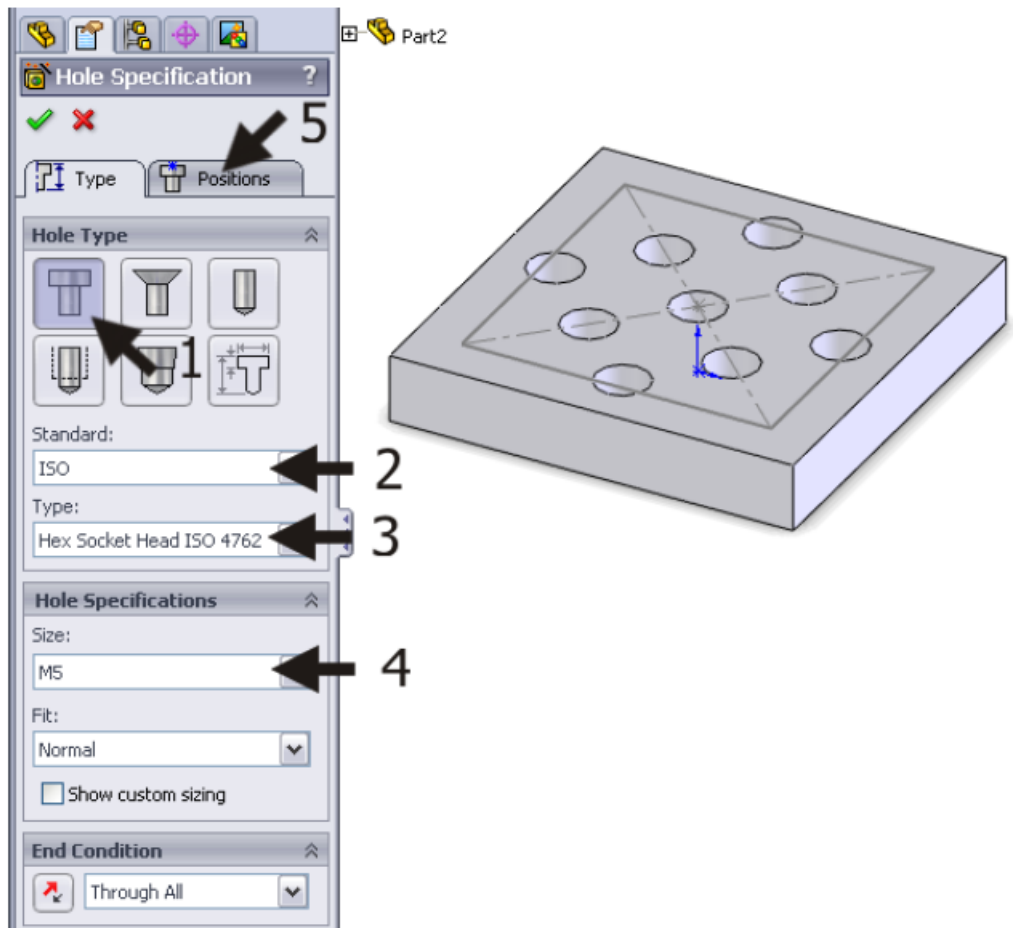 Part2
Hole Specification ?
5
Type Positions
Hole Type
1
Standard:
ISO
2
Type:
Hex Socket Head ISO 4762
3
Hole Specifications
Size:
M5
4
Fit:
Normal
Show custom sizing
End Condition
Through All